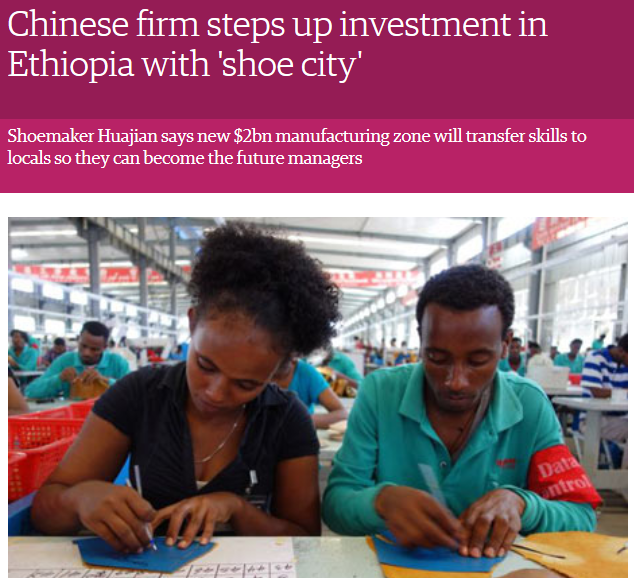 Chinese firm steps up investment in
Ethiopia with 'shoe city'
Shoemaker Huajian says new $2bn manufacturing zone will transfer skills to
locals so they can become the future managers
Data